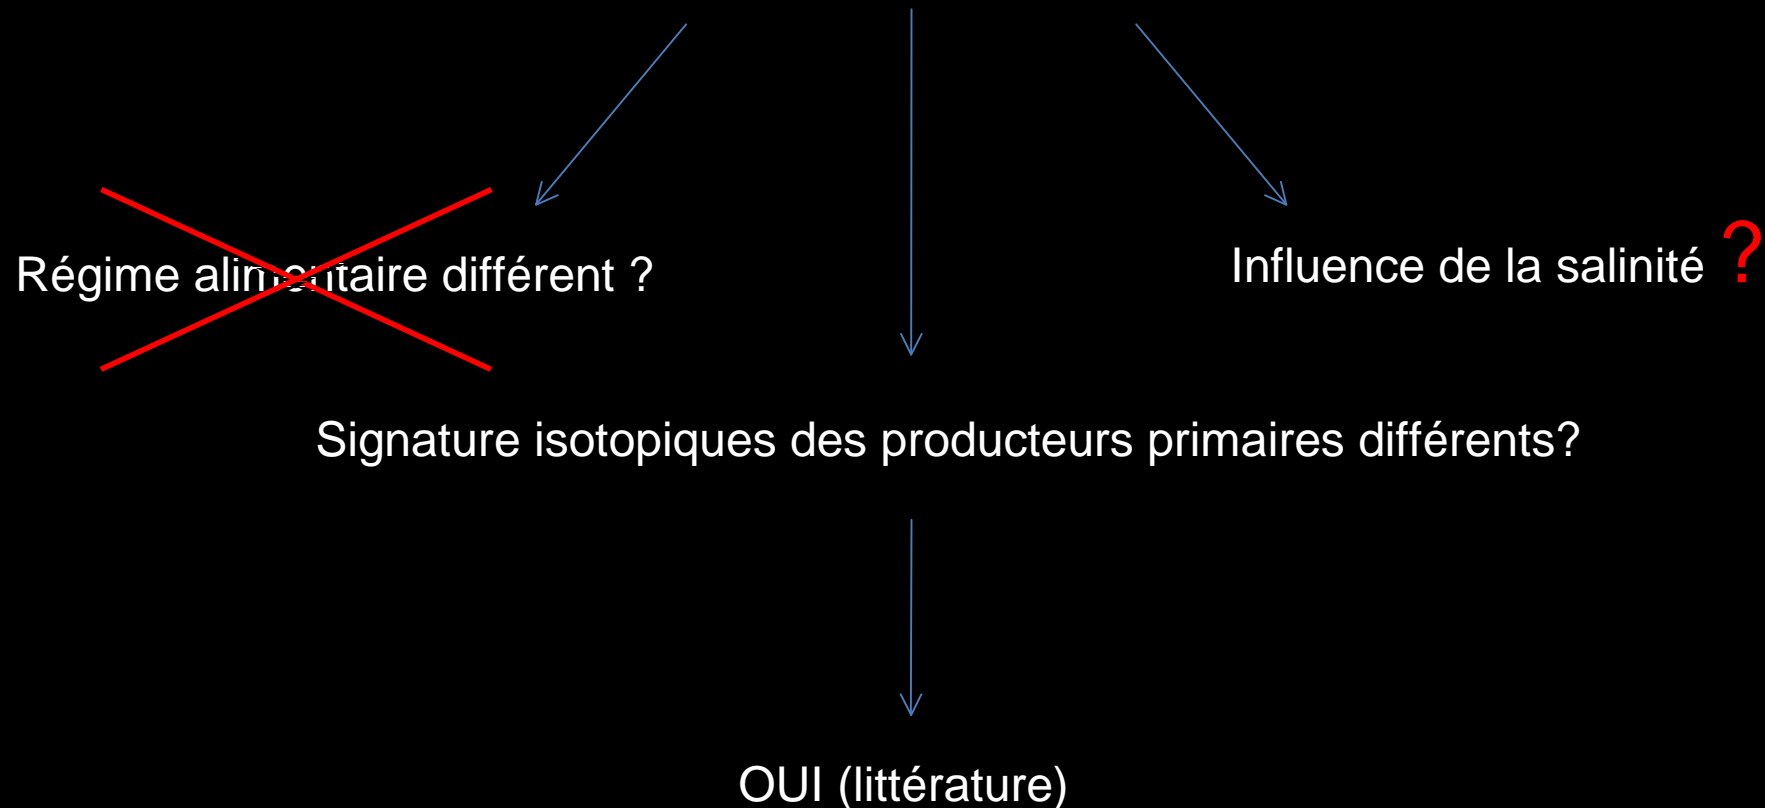 Régime alimentaire différent ?
Influence de la salinité ?
Signature isotopiques des producteurs primaires différents?
OUI (littérature)